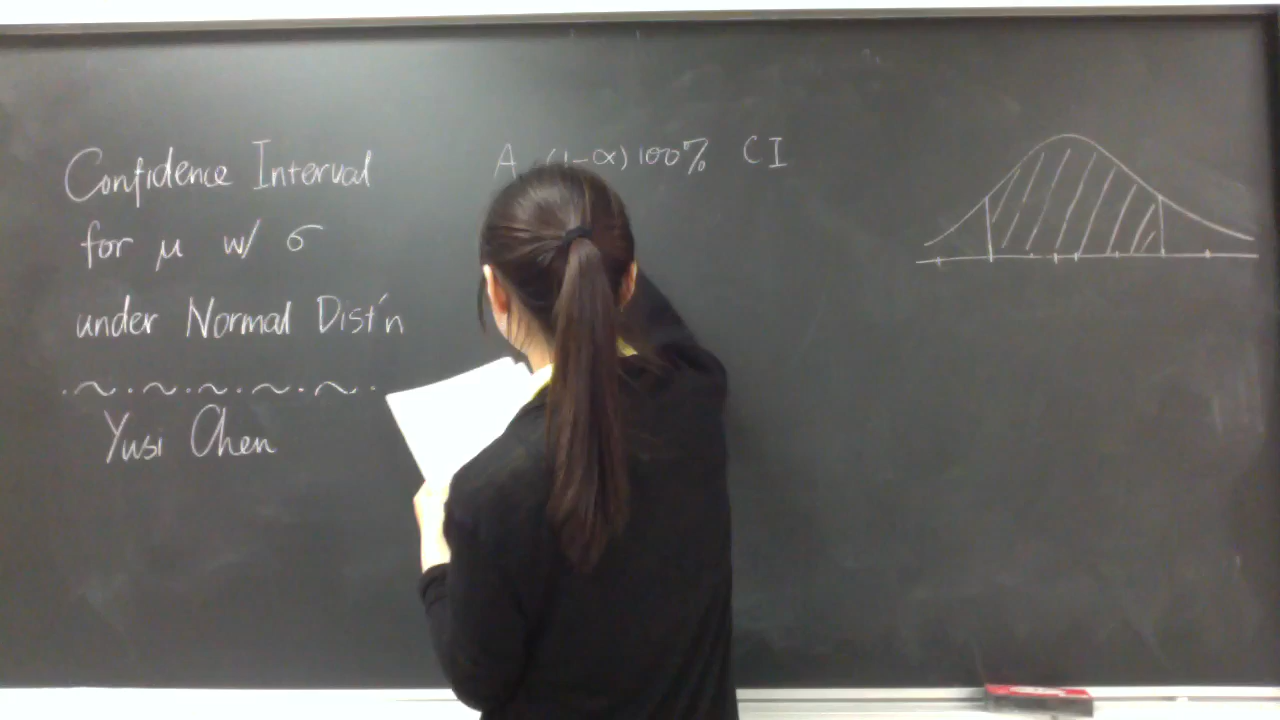 Confidence Interval
for μ w/ σ
under Normal Dist'n
Yusi Chen
A (1-α)100% CI